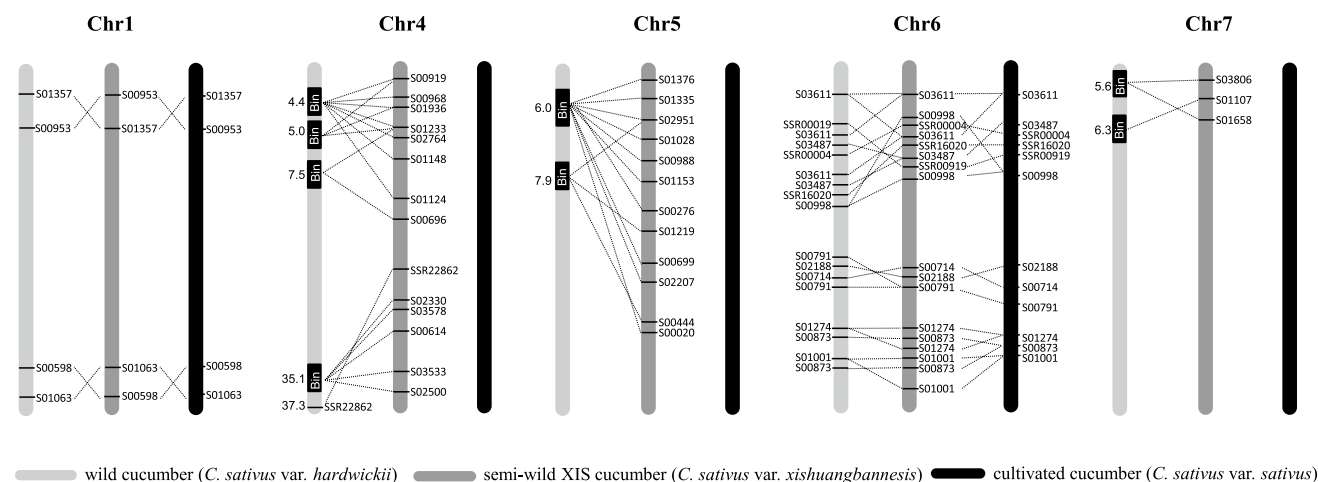 Chr1 Chr4 Chr5 Chr6 Chr7
S01357
S00953
S00598
S01063
S00953
S01357
S01063
S00598
S01357
S00953
S00598
S01063
4.4 Bin
5.0 Bin
7.5 Bin
35.1 Bin
37.3 SSR22862
S00919
S00968
S01936
S01233
S02764
S01148
S01124
S00696
SSR22862
S02330
S03578
S00614
S03533
S02500
6.0 Bin
7.9 Bin
S01376
S01335
S02951
S01028
S00988
S01153
S00276
S01219
S00699
S02207
S00444
S00020
S03611
SSR00019
S03611
S03487
SSR00004
S03611
S03487
SSR16020
S00998
S00791
S02188
S00714
S00791
S01274
S00873
S01001
S00873
S03611
S00998
SSR00004
S03611
SSR16020
S03487
SSR00919
S00998
S00714
S02188
S00791
S01274
S00873
S01274
S01001
S00873
S01001
S03611
S03487
SSR00004
SSR16020
SSR00919
S00998
S02188
S00714
S00791
S01274
S00873
S01001
5.6 Bin
6.3 Bin
S03806
S01107
S01658
wild cucumber (C. sativus var. hardwickii) semi-wild XIS cucumber (C. sativus var. xishuangbannesis) cultivated cucumber (C. sativus var. sativus)